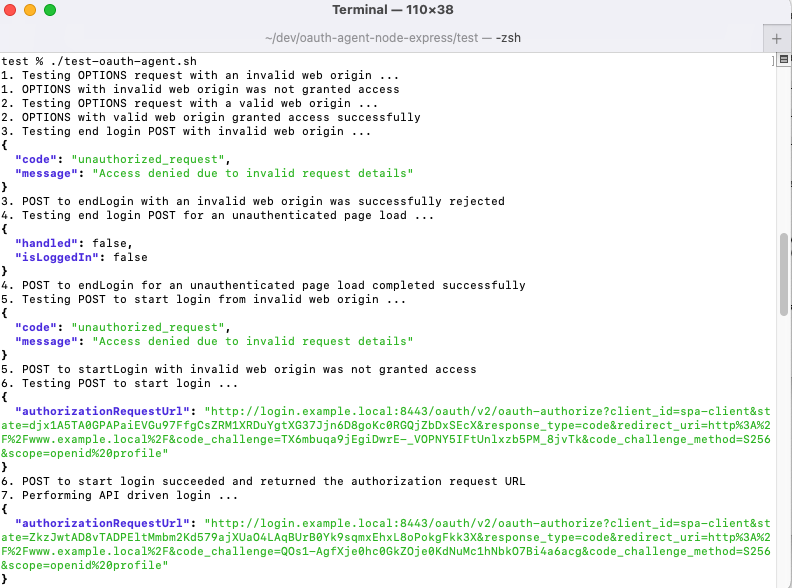 Terminal — 110×38
~/dev/oauth-agent-node-express/test — -zsh
test % ./test-oauth-agent.sh
1. Testing OPTIONS request with an invalid web origin ...
1. OPTIONS with invalid web origin was not granted access
2. Testing OPTIONS request with a valid web origin ...
2. OPTIONS with valid web origin granted access successfully
3. Testing end login POST with invalid web origin ...
{
  "code": "unauthorized_request",
  "message": "Access denied due to invalid request details"
}
3. POST to endLogin with an invalid web origin was successfully rejected
4. Testing end login POST for an unauthenticated page load ...
{
  "handled": false,
  "isLoggedIn": false
}
4. POST to endLogin for an unauthenticated page load completed successfully
5. Testing POST to start login from invalid web origin ...
{
  "code": "unauthorized_request",
  "message": "Access denied due to invalid request details"
}
5. POST to startLogin with invalid web origin was not granted access
6. Testing POST to start login ...
{
  "authorizationRequestUrl": "http://login.example.local:8443/oauth/v2/oauth-authorize?client_id=spa-client&st
ate=djx1A5TA0GPAPaiEVGu97FfgCsZRM1XRDuYgtXG37Jjn6D8goKc0RGQjZbDxSEcX&response_type=code&redirect_uri=http%3A%2
F%2Fwww.example.local%2F&code_challenge=TX6mbuqa9jEgiDwrE-_VOPNY5IFtUnlxzb5PM_8jvTk&code_challenge_method=S256
&scope=openid%20profile"
}
6. POST to start login succeeded and returned the authorization request URL
7. Performing API driven login ...
{
  "authorizationRequestUrl": "http://login.example.local:8443/oauth/v2/oauth-authorize?client_id=spa-client&st
ate=ZkzJwtAD8vTADPEltMmbm2Kd579ajXUaO4LAqBUrB0Yk9sqmxEhxL8oPokgFkk3X&response_type=code&redirect_uri=http%3A%2
F%2Fwww.example.local%2F&code_challenge=QOs1-AgfXje0hc0GkZOje0KdNuMc1hNbkO7Bi4a6acg&code_challenge_method=S256
&scope=openid%20profile"
}